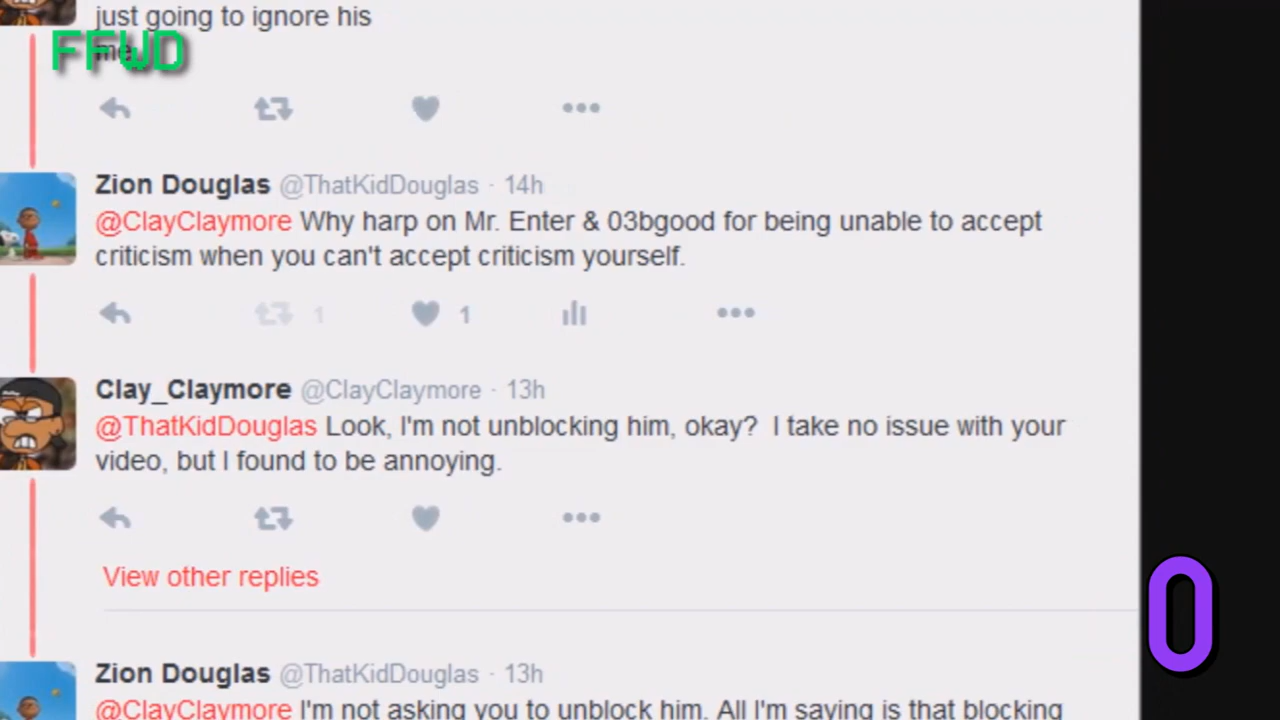 just going to ignore his
FFWD
me.
Zion Douglas @ThatKidDouglas · 14h
@ClayClaymore Why harp on Mr. Enter & 03bgood for being unable to accept
criticism when you can't accept criticism yourself.
1 1
Clay_Claymore @ClayClaymore · 13h
@ThatKidDouglas Look, I'm not unblocking him, okay?  I take no issue with your
video, but I found to be annoying.
View other replies
0
Zion Douglas @ThatKidDouglas · 13h
@ClayClaymore I'm not asking you to unblock him. All I'm saying is that blocking